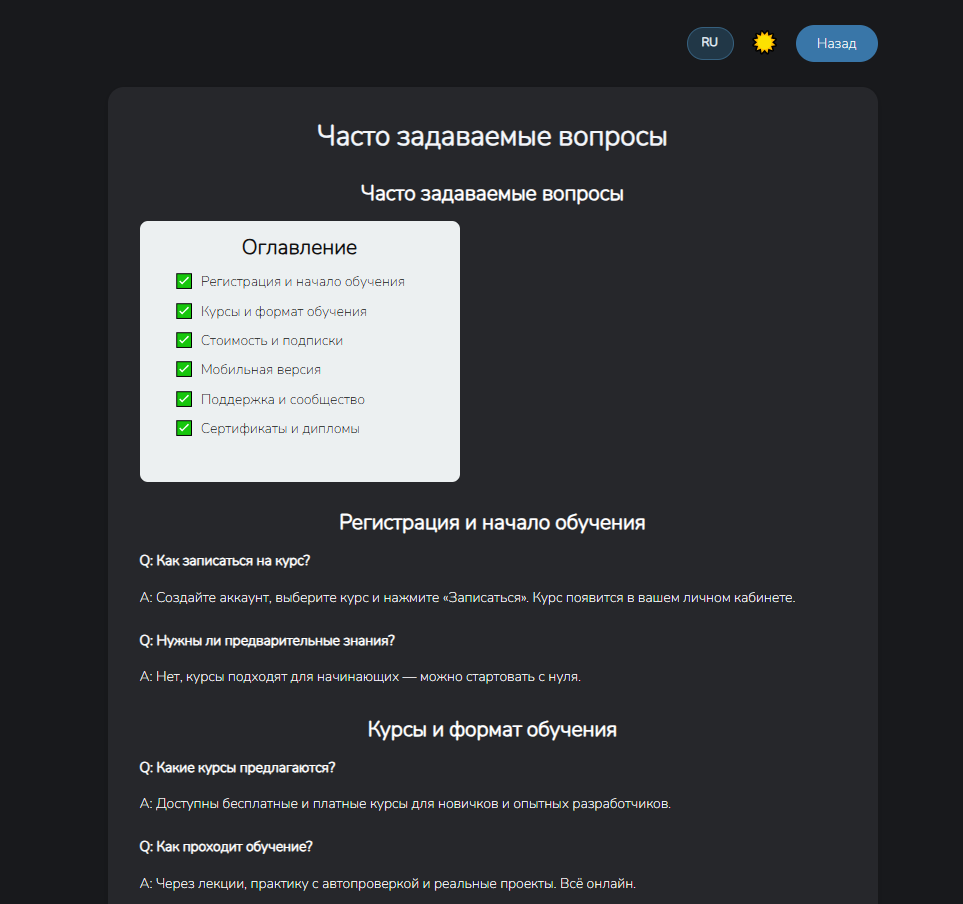 RU
Назад
Часто задаваемые вопросы
Часто задаваемые вопросы
Оглавление
Регистрация и начало обучения
Курсы и формат обучения
Стоимость и подписки
Мобильная версия
Поддержка и сообщество
Сертификаты и дипломы
Регистрация и начало обучения
Q: Как записаться на курс?
A: Создайте аккаунт, выберите курс и нажмите «Записаться». Курс появится в вашем личном кабинете.
Q: Нужны ли предварительные знания?
A: Нет, курсы подходят для начинающих — можно стартовать с нуля.
Курсы и формат обучения
Q: Какие курсы предлагаются?
A: Доступны бесплатные и платные курсы для новичков и опытных разработчиков.
Q: Как проходит обучение?
A: Через лекции, практику с автопроверкой и реальные проекты. Всё онлайн.